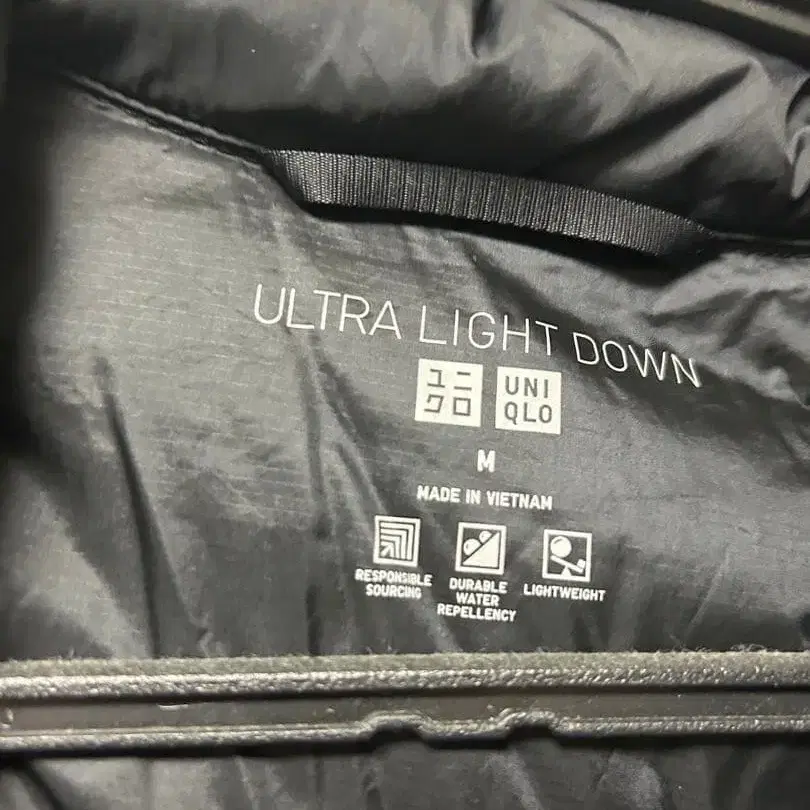 ULTRA LIGHT DOWN
ユニ
クロ
UNI
QLO
M
MADE IN VIETNAM
RESPONSIBLE
SOURCING
DURABLE
WATER
REPELLENCY
LIGHTWEIGHT